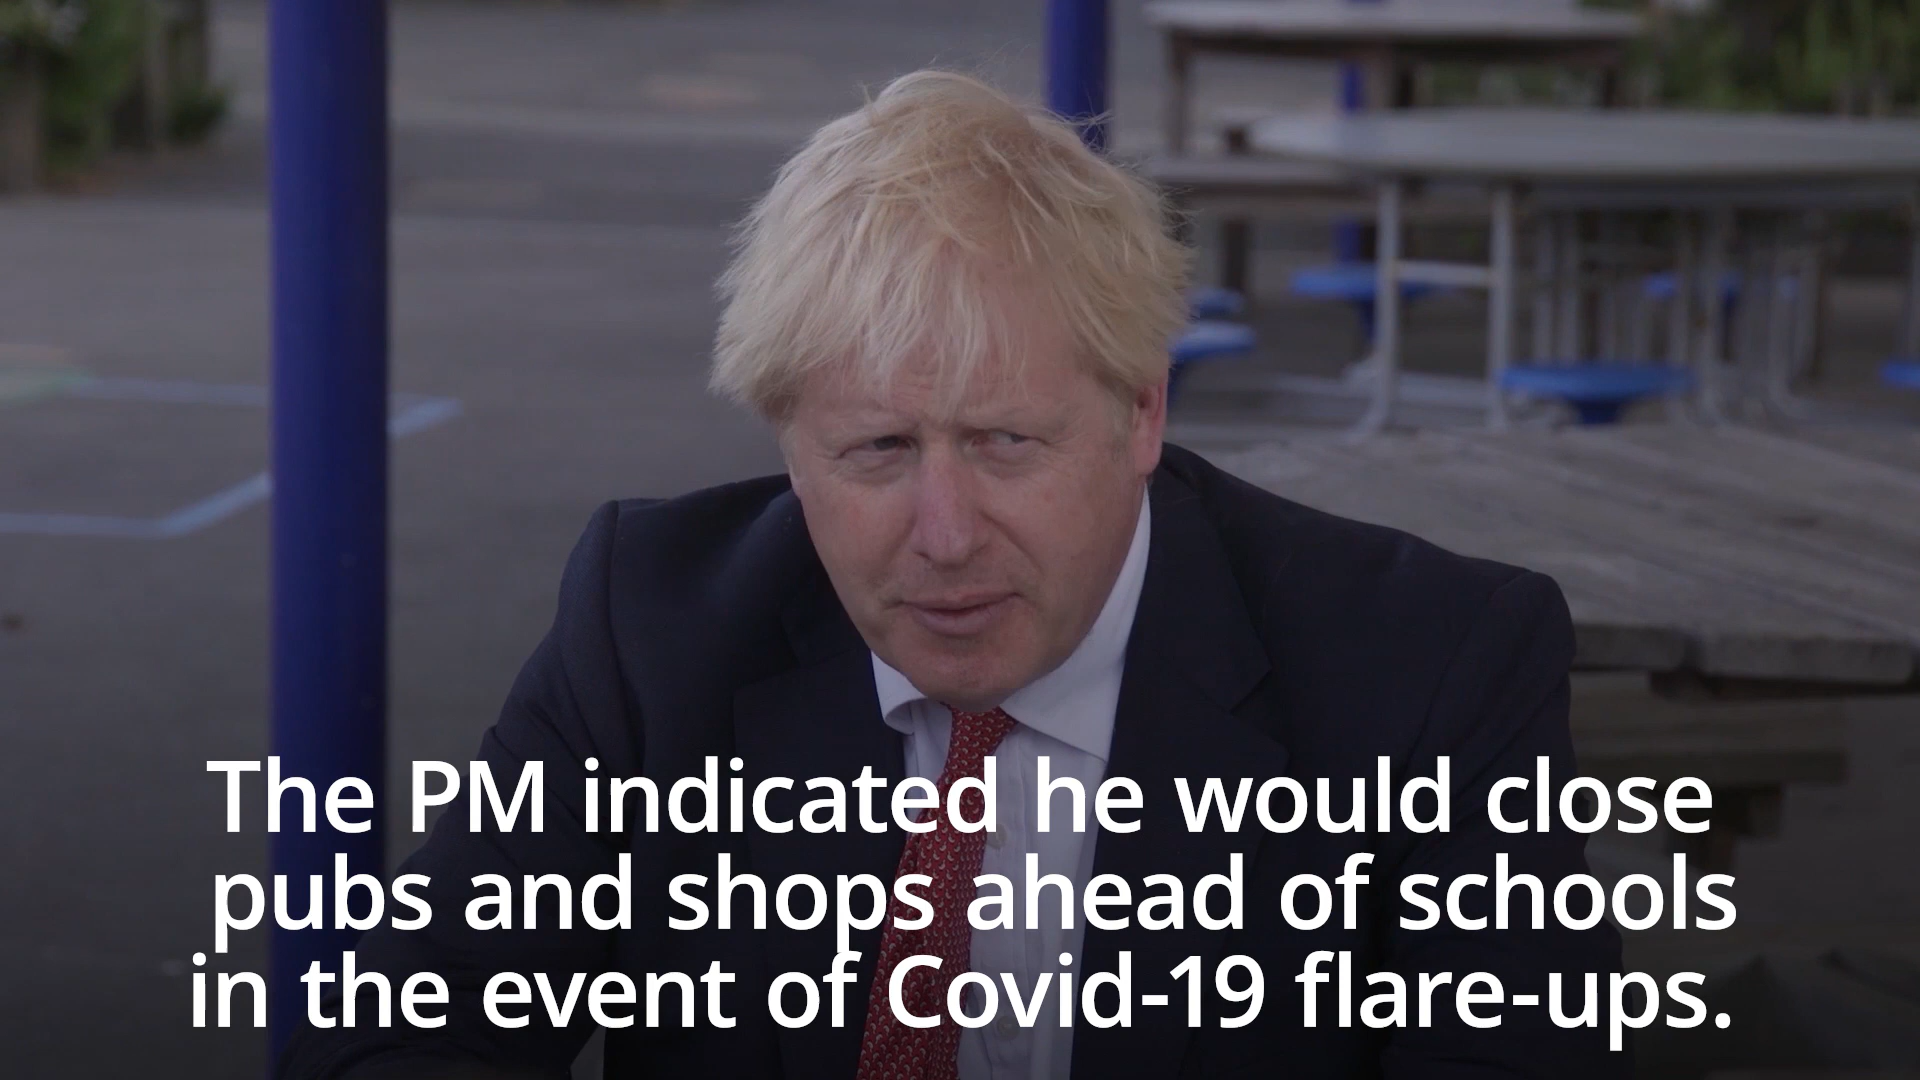 The PM indicated he would close
pubs and shops ahead of schools
in the event of Covid-19 flare-ups.